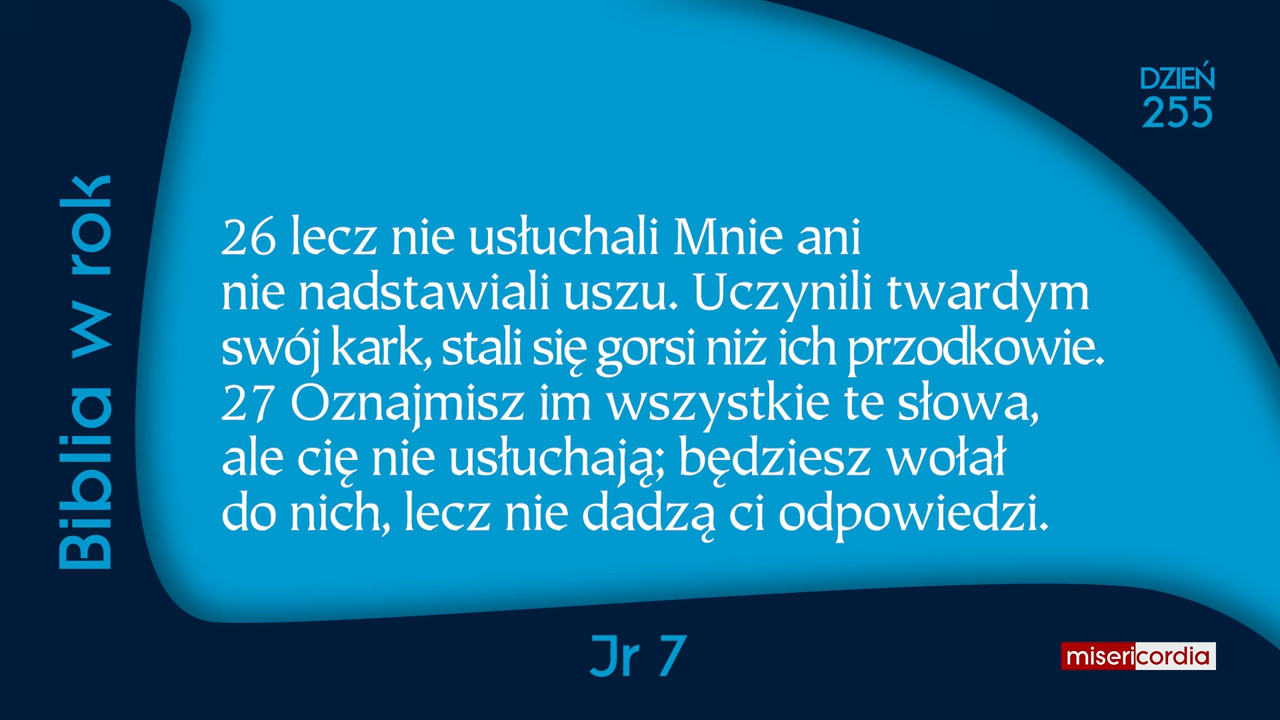 DZIEŃ
255
Biblia w rok
26 lecz nie usłuchali Mnie ani
nie nadstawiali uszu. Uczynili twardym
swój kark, stali się gorsi niż ich przodkowie.
27 Oznajmisz im wszystkie te słowa,
ale cię nie usłuchają; będziesz wołał
do nich, lecz nie dadzą ci odpowiedzi.
Jr 7
misericordia